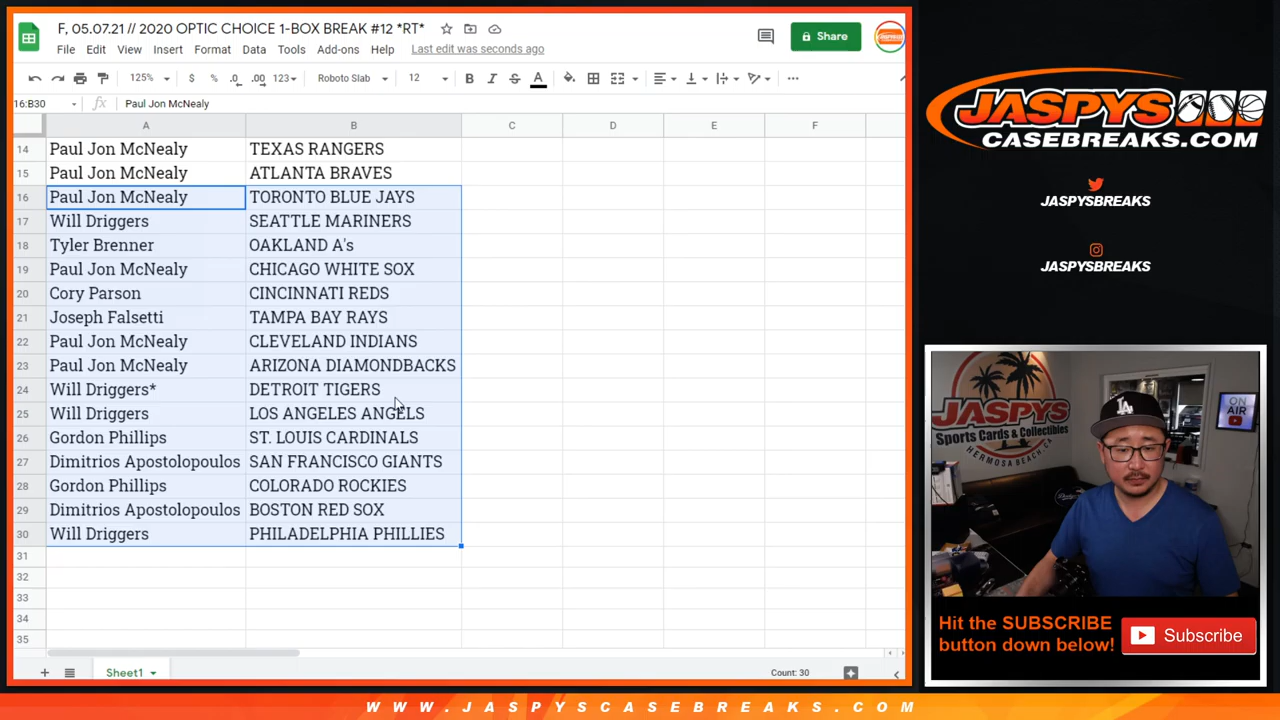 F, 05.07.21 // 2020 OPTIC CHOICE 1-BOX BREAK #12 *RT*
File Edit View Insert Format Data Tools Add-ons Help Last edit was seconds ago
Share
125% $ % .0 .00 123 Roboto Slab 12 B I S A
16:B30 fx Paul Jon McNealy
A B C D E F
14 Paul Jon McNealy TEXAS RANGERS
15 Paul Jon McNealy ATLANTA BRAVES
16 Paul Jon McNealy TORONTO BLUE JAYS
17 Will Driggers SEATTLE MARINERS
18 Tyler Brenner OAKLAND A's
19 Paul Jon McNealy CHICAGO WHITE SOX
20 Cory Parson CINCINNATI REDS
21 Joseph Falsetti TAMPA BAY RAYS
22 Paul Jon McNealy CLEVELAND INDIANS
23 Paul Jon McNealy ARIZONA DIAMONDBACKS
24 Will Driggers* DETROIT TIGERS
25 Will Driggers LOS ANGELES ANGELS
26 Gordon Phillips ST. LOUIS CARDINALS
27 Dimitrios Apostolopoulos SAN FRANCISCO GIANTS
28 Gordon Phillips COLORADO ROCKIES
29 Dimitrios Apostolopoulos BOSTON RED SOX
30 Will Driggers PHILADELPHIA PHILLIES
31
32
33
34
35
Sheet1
Count: 30
JASPYS
CASEBREAKS.COM
JASPYSBREAKS
JASPYSBREAKS
JASPYS
Sports Cards & Collectibles
HERMOSA BEACH, CA
ON
AIR
LA
Hit the SUBSCRIBE
button down below!
Subscribe
WWW.JASPYSCASEBREAKS.COM